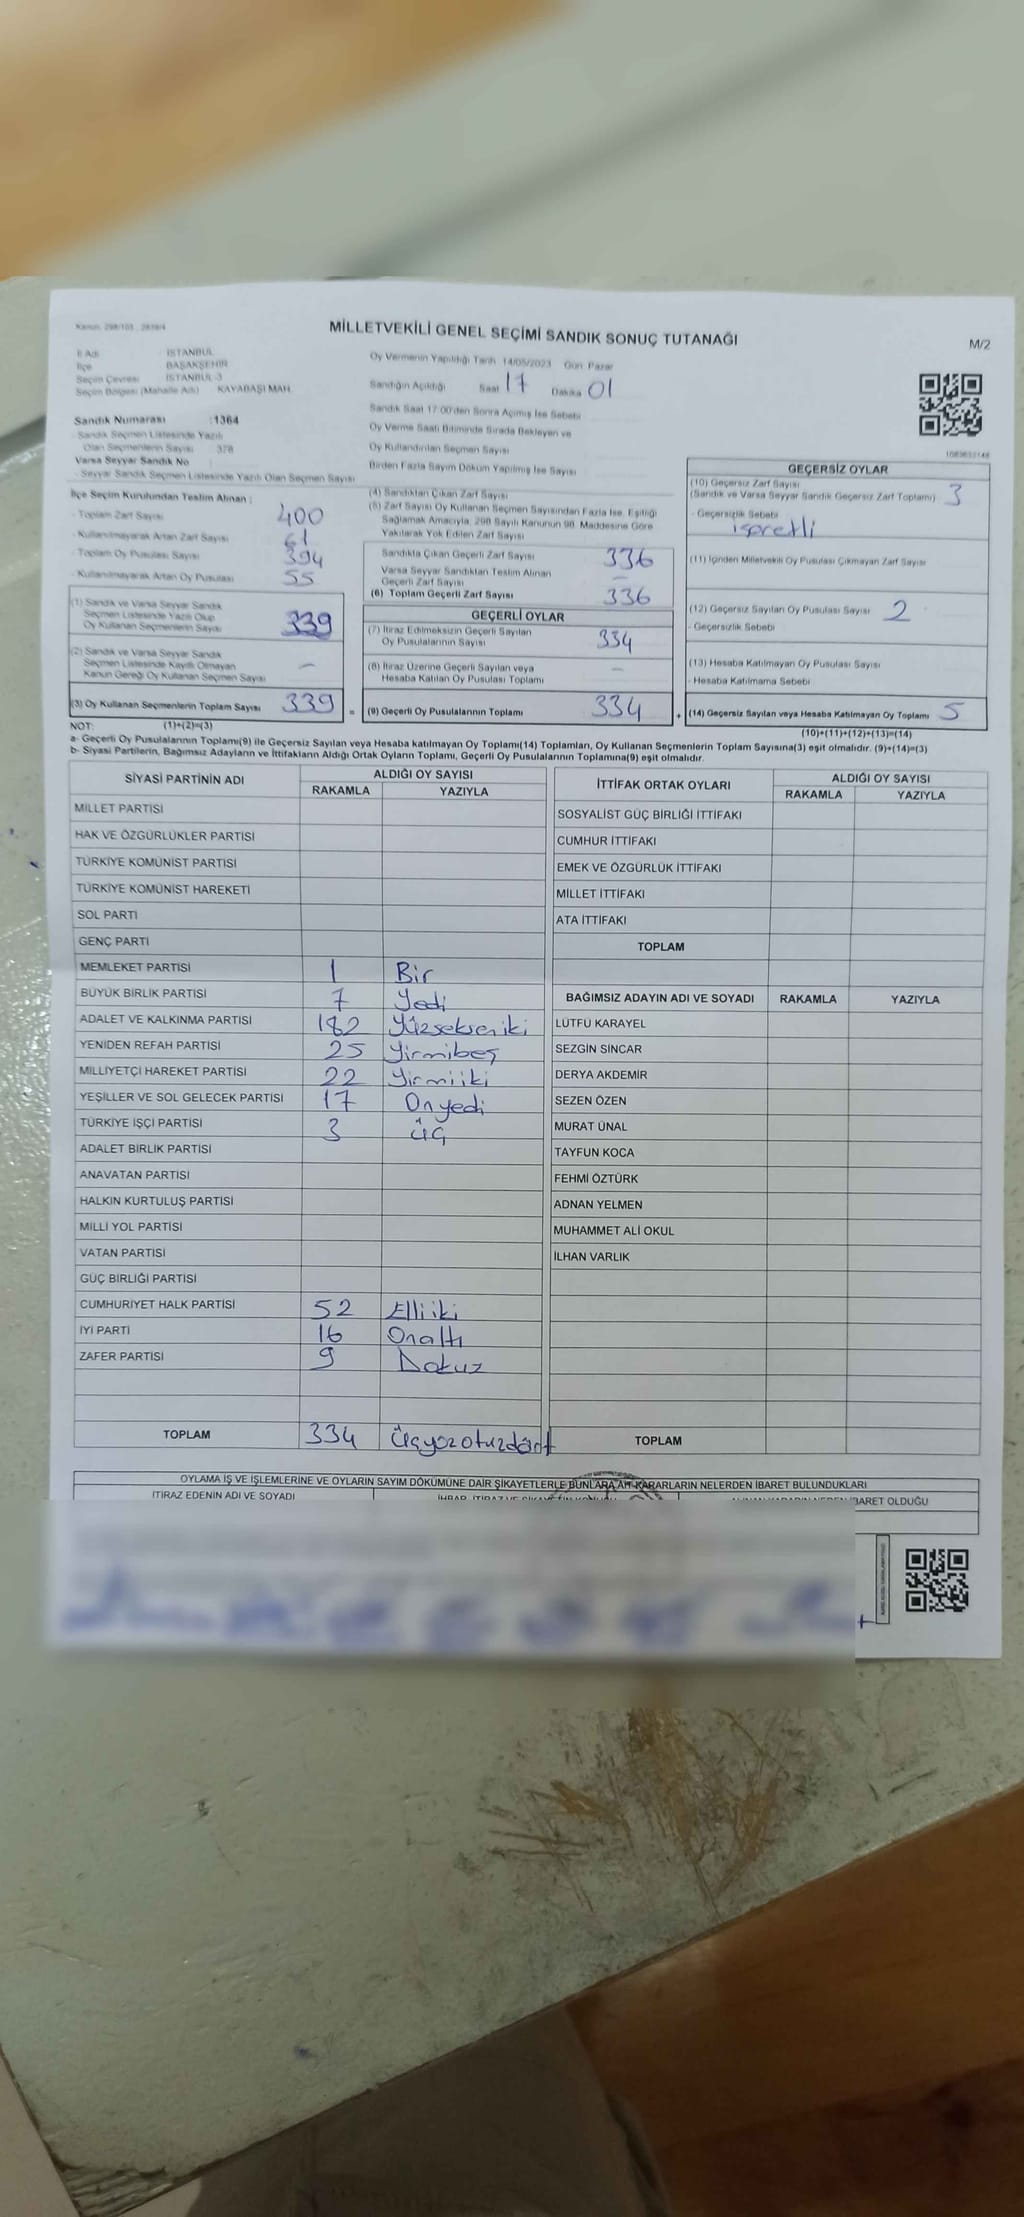 Kanun: 298/105 , 2839/4
MİLLETVEKİLİ GENEL SEÇİMİ SANDIK SONUÇ TUTANAĞI
M/2
İl Adı : İSTANBUL
İlçe : BAŞAKŞEHİR
Seçim Çevresi : İSTANBUL-3
Seçim Bölgesi (Mahalle Adı) : KAYABAŞI MAH.
Oy Vermenin Yapıldığı Tarih 14/05/2023 Gün: Pazar
Sandığın Açıldığı Saat 17 Dakika 01
Sandık Saat 17:00'den Sonra Açılmış İse Sebebi
Oy Verme Saati Bitiminde Sırada Bekleyen ve
Oy Kullandırılan Seçmen Sayısı
Birden Fazla Sayım Döküm Yapılmış İse Sayısı
Sandık Numarası :1364
- Sandık Seçmen Listesinde Yazılı
Olan Seçmenlerin Sayısı 378
Varsa Seyyar Sandık No
- Seyyar Sandık Seçmen Listesinde Yazılı Olan Seçmen Sayısı
İlçe Seçim Kurulundan Teslim Alınan :
- Toplam Zarf Sayısı 400
- Kullanılmayarak Artan Zarf Sayısı 61
- Toplam Oy Pusulası Sayısı 394
- Kullanılmayarak Artan Oy Pusulası 55
(1) Sandık ve Varsa Seyyar Sandık
Seçmen Listesinde Yazılı Olup
Oy Kullanan Seçmenlerin Sayısı 339
(2) Sandık ve Varsa Seyyar Sandık
Seçmen Listesinde Kayıtlı Olmayan
Kanun Gereği Oy Kullanan Seçmen Sayısı –
(3) Oy Kullanan Seçmenlerin Toplam Sayısı 339
(4) Sandıktan Çıkan Zarf Sayısı
(5) Zarf Sayısı Oy Kullanan Seçmen Sayısından Fazla İse, Eşitliği
Sağlamak Amacıyla, 298 Sayılı Kanunun 98. Maddesine Göre
Yakılarak Yok Edilen Zarf Sayısı
Sandıkta Çıkan Geçerli Zarf Sayısı 336
Varsa Seyyar Sandıktan Teslim Alınan
Geçerli Zarf Sayısı –
(6) Toplam Geçerli Zarf Sayısı 336
GEÇERLİ OYLAR
(7) İtiraz Edilmeksizin Geçerli Sayılan
Oy Pusulalarının Sayısı 334
(8) İtiraz Üzerine Geçerli Sayılan veya
Hesaba Katılan Oy Pusulası Toplamı –
= (9) Geçerli Oy Pusulalarının Toplamı 334
1083652148
GEÇERSİZ OYLAR
(10) Geçersiz Zarf Sayısı
(Sandık ve Varsa Seyyar Sandık Geçersiz Zarf Toplamı) 3
- Geçersizlik Sebebi
işaretli
(11) İçinden Milletvekili Oy Pusulası Çıkmayan Zarf Sayısı
(12) Geçersiz Sayılan Oy Pusulası Sayısı 2
- Geçersizlik Sebebi
(13) Hesaba Katılmayan Oy Pusulası Sayısı
- Hesaba Katılmama Sebebi
+ (14) Geçersiz Sayılan veya Hesaba Katılmayan Oy Toplamı 5
NOT: (1)+(2)=(3)
(10)+(11)+(12)+(13)=(14)
a- Geçerli Oy Pusulalarının Toplamı(9) ile Geçersiz Sayılan veya Hesaba katılmayan Oy Toplamı(14) Toplamları, Oy Kullanan Seçmenlerin Toplam Sayısına(3) eşit olmalıdır. (9)+(14)=(3)
b- Siyasi Partilerin, Bağımsız Adayların ve İttifakların Aldığı Ortak Oyların Toplamı, Geçerli Oy Pusulalarının Toplamına(9) eşit olmalıdır.
SİYASİ PARTİNİN ADI ALDIĞI OY SAYISI
RAKAMLA YAZIYLA
MİLLET PARTİSİ
HAK VE ÖZGÜRLÜKLER PARTİSİ
TÜRKİYE KOMÜNİST PARTİSİ
TÜRKİYE KOMÜNİST HAREKETİ
SOL PARTİ
GENÇ PARTİ
MEMLEKET PARTİSİ 1 Bir
BÜYÜK BİRLİK PARTİSİ 7 Yedi
ADALET VE KALKINMA PARTİSİ 182 Yüzsekseniki
YENİDEN REFAH PARTİSİ 25 Yirmibeş
MİLLİYETÇİ HAREKET PARTİSİ 22 Yirmiiki
YEŞİLLER VE SOL GELECEK PARTİSİ 17 Onyedi
TÜRKİYE İŞÇİ PARTİSİ 3 Üç
ADALET BİRLİK PARTİSİ
ANAVATAN PARTİSİ
HALKIN KURTULUŞ PARTİSİ
MİLLİ YOL PARTİSİ
VATAN PARTİSİ
GÜÇ BİRLİĞİ PARTİSİ
CUMHURİYET HALK PARTİSİ 52 Elliiki
İYİ PARTİ 16 Onaltı
ZAFER PARTİSİ 9 Dokuz
TOPLAM 334 Üçyüzotuzdört
İTTİFAK ORTAK OYLARI ALDIĞI OY SAYISI
RAKAMLA YAZIYLA
SOSYALİST GÜÇ BİRLİĞİ İTTİFAKI
CUMHUR İTTİFAKI
EMEK VE ÖZGÜRLÜK İTTİFAKI
MİLLET İTTİFAKI
ATA İTTİFAKI
TOPLAM
BAĞIMSIZ ADAYIN ADI VE SOYADI RAKAMLA YAZIYLA
LÜTFÜ KARAYEL
SEZGİN SİNCAR
DERYA AKDEMİR
SEZEN ÖZEN
MURAT ÜNAL
TAYFUN KOCA
FEHMİ ÖZTÜRK
ADNAN YELMEN
MUHAMMET ALİ OKUL
İLHAN VARLIK
TOPLAM
OYLAMA İŞ VE İŞLEMLERİNE VE OYLARIN SAYIM DÖKÜMÜNE DAİR ŞİKAYETLERLE BUNLARA AİT KARARLARIN NELERDEN İBARET BULUNDUKLARI
İTİRAZ EDENİN ADI VE SOYADI
İBARET OLDUĞU